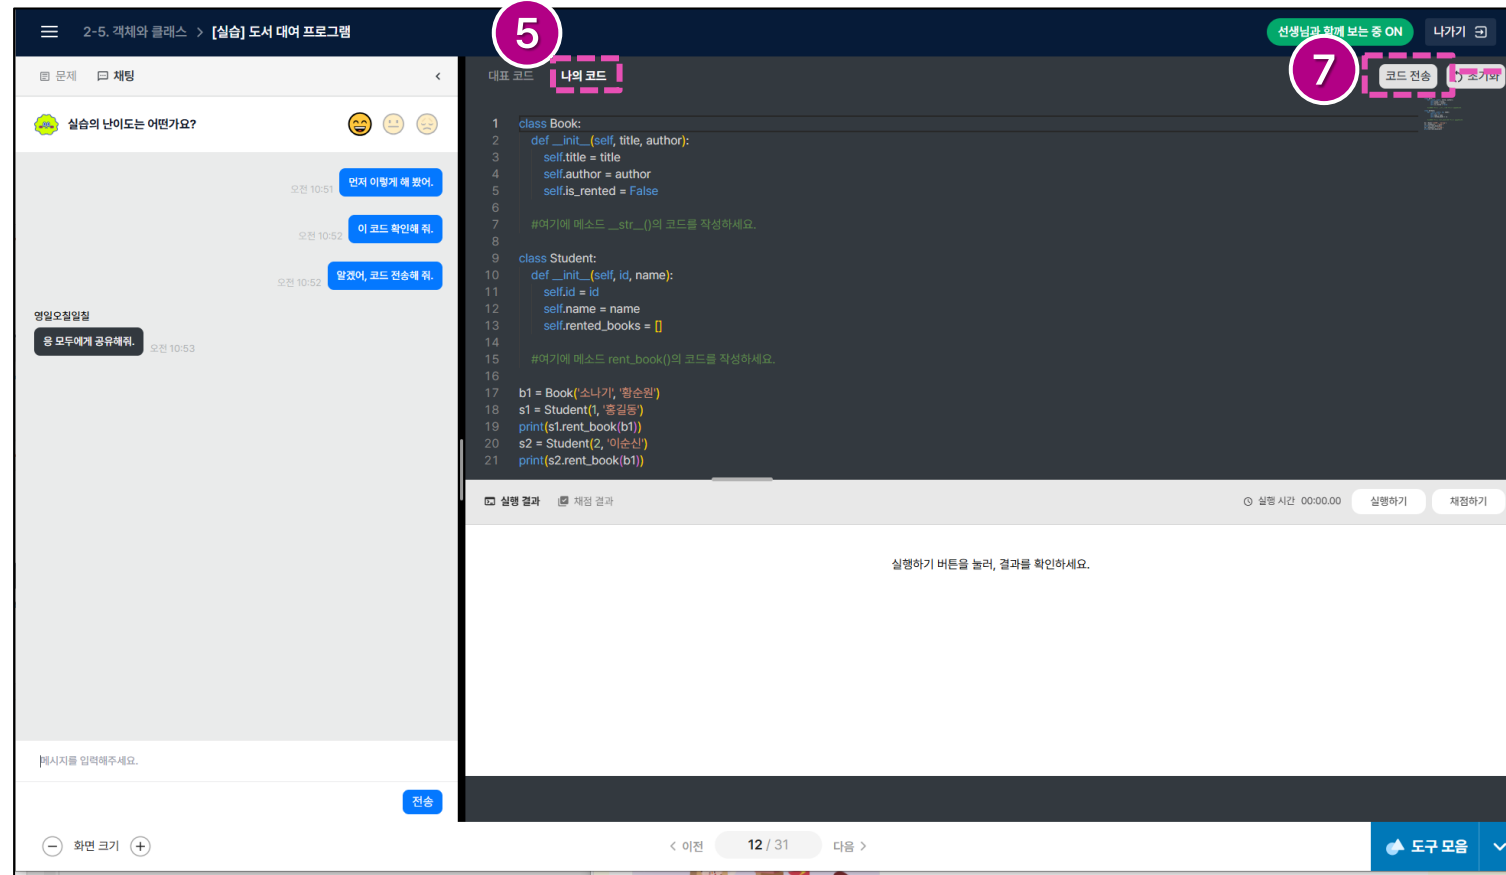 2-5. 객체와 클래스 > [실습] 도서 대여 프로그램
5
선생님과 함께 보는 중 ON
나가기
문제
채팅
대표 코드
나의 코드
7
코드 전송
초기화
실습의 난이도는 어떤가요?
오전 10:51
먼저 이렇게 해 봤어.
오전 10:52
이 코드 확인해 줘.
오전 10:52
알겠어, 코드 전송해 줘.
영일오칠일칠
응 모두에게 공유해줘.
오전 10:53
메시지를 입력해주세요.
전송
1 class Book:
2 def __init__(self, title, author):
3 self.title = title
4 self.author = author
5 self.is_rented = False
6
7 #여기에 메소드 __str__()의 코드를 작성하세요.
8
9 class Student:
10 def __init__(self, id, name):
11 self.id = id
12 self.name = name
13 self.rented_books = []
14
15 #여기에 메소드 rent_book()의 코드를 작성하세요.
16
17 b1 = Book('소나기', '황순원')
18 s1 = Student(1, '홍길동')
19 print(s1.rent_book(b1))
20 s2 = Student(2, '이순신')
21 print(s2.rent_book(b1))
실행 결과
채점 결과
실행 시간 00:00.00
실행하기
채점하기
실행하기 버튼을 눌러, 결과를 확인하세요.
화면 크기
< 이전
12 / 31
다음 >
도구 모음